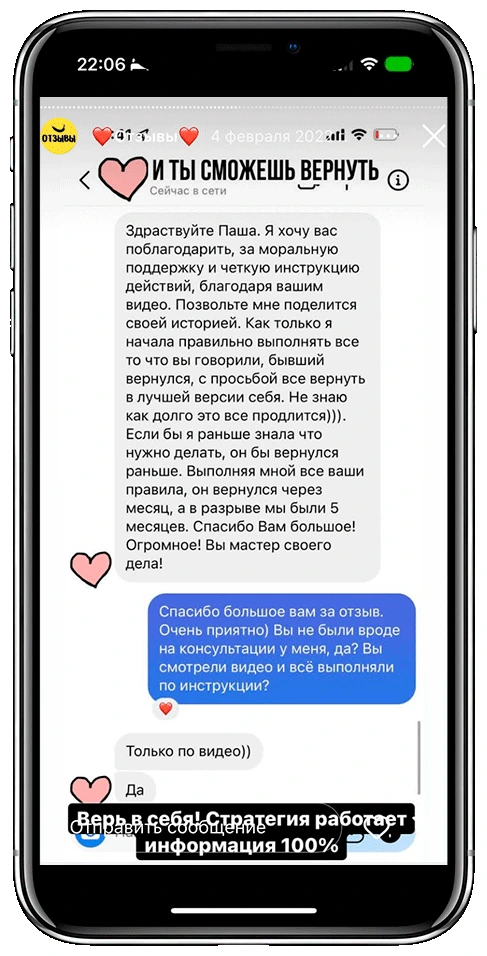 22:06
ОТЗЫВЫ
Отзывы
4 февраля
И ТЫ СМОЖЕШЬ ВЕРНУТЬ
Сейчас в сети
Здраствуйте Паша. Я хочу вас
поблагодарить, за моральную
поддержку и четкую инструкцию
действий, благодаря вашим
видео. Позвольте мне поделится
своей историей. Как только я
начала правильно выполнять все
то что вы говорили, бывший
вернулся, с просьбой все вернуть
в лучшей версии себя. Не знаю
как долго это все продлится))).
Если бы я раньше знала что
нужно делать, он бы вернулся
раньше. Выполняя мной все ваши
правила, он вернулся через
месяц, а в разрыве мы были 5
месяцев. Спасибо Вам большое!
Огромное! Вы мастер своего
дела!
Спасибо большое вам за отзыв.
Очень приятно) Вы не были вроде
на консультации у меня, да? Вы
смотрели видео и всё выполняли
по инструкции?
Только по видео))
Да
Верь в себя! Стратегия работает
Отправить сообщение
информация 100%